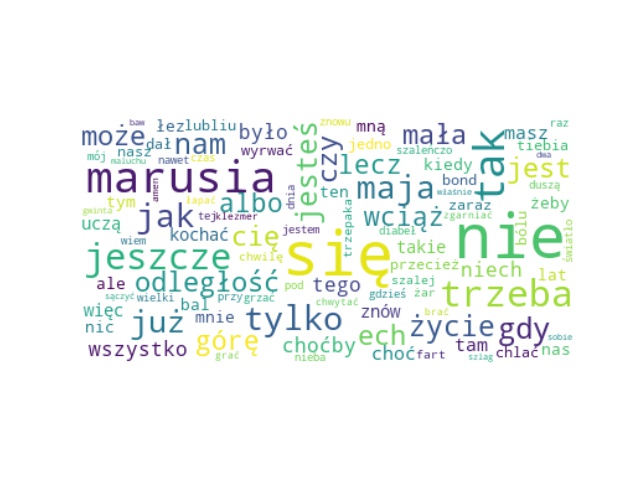 baw
może
łez
lubliu
było
znowu
mną
mała
masz
raz
dał
nam
jedno
tiebia
mój
nasz
nawet
czas
wyrwać
jesteś
czy
szalenczo
tak
maluchu
lecz
kiedy
jest
dwa
marusia
amen
łapać
albo
dnia
ten
maja
bond
właśnie
duszą
tym
gwinta
uczą
jak
tejklezmer
wciąż
zaraz
zgarniać
żeby
wiem
kochać
cię
jestem
trzepaka
diabeł
nie
bólu
światło
jeszcze
chwilę
się
takie
przecież
niech
lat
ale
odległość
pod
tego
szalej
trzeba
sączyć
wielki
przygrzać
gdzieś
żar
więc
bal
chwytać
nic
już
mnie
tylko
znów
brać
życie
gdy
sobie
wszystko
górę
choćby
ech
tam
nas
grać
nieba
choć
fart
sziag
chlać